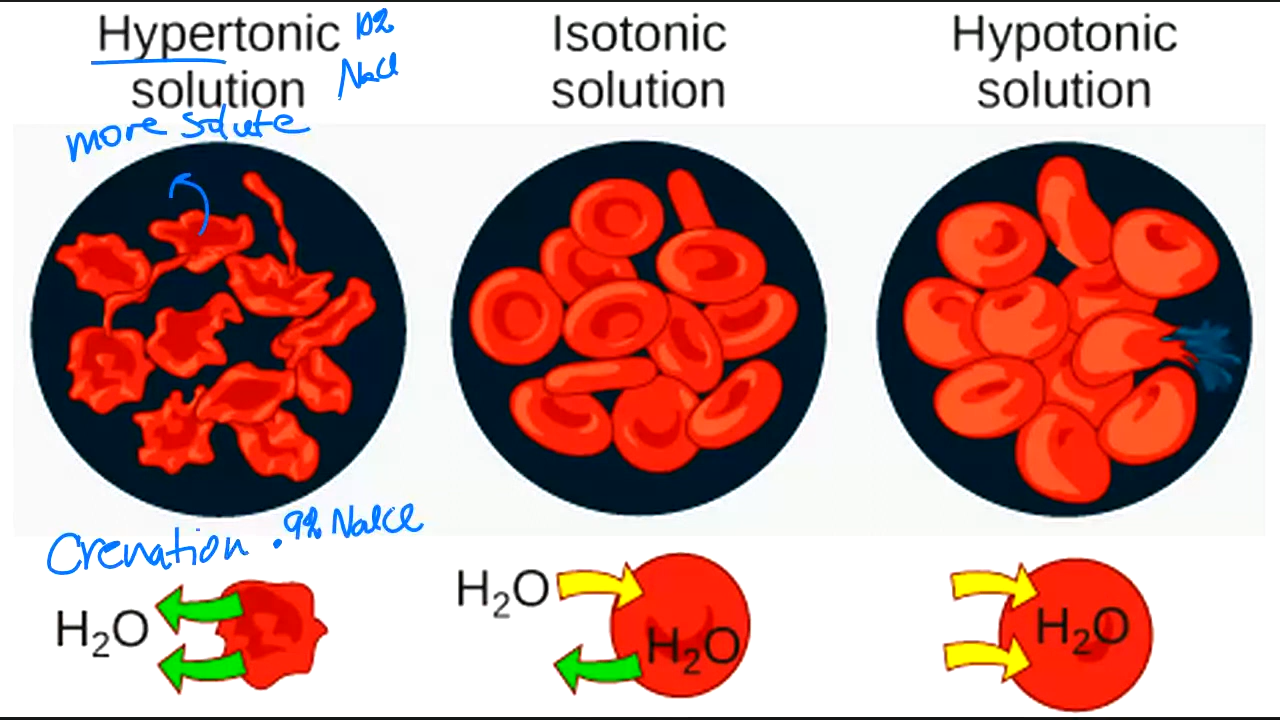 Hypertonic 10%
solution NaCl
more solute
Isotonic
solution
Hypotonic
solution
Crenation .9% NaCl
H₂O
H₂O
H₂O
H₂O